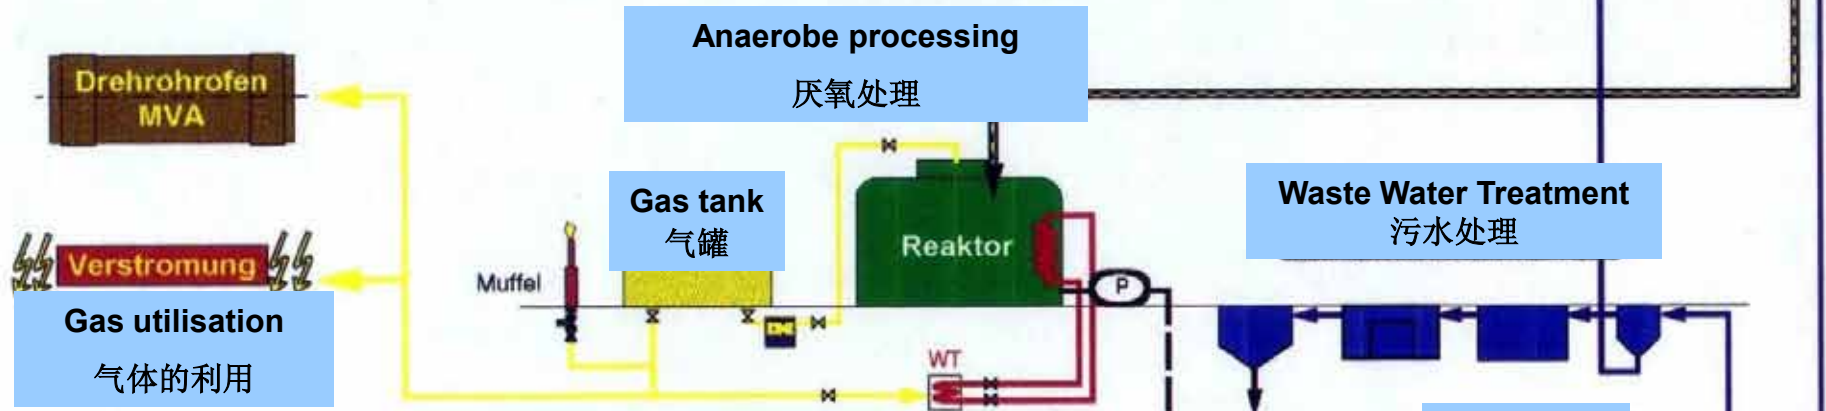 Anaerobe processing
厌氧处理
Drehrohrofen
MVA
Gas tank
气罐
Waste Water Treatment
污水处理
Reaktor
Verstromung
Muffel
P
Gas utilisation
气体的利用
WT